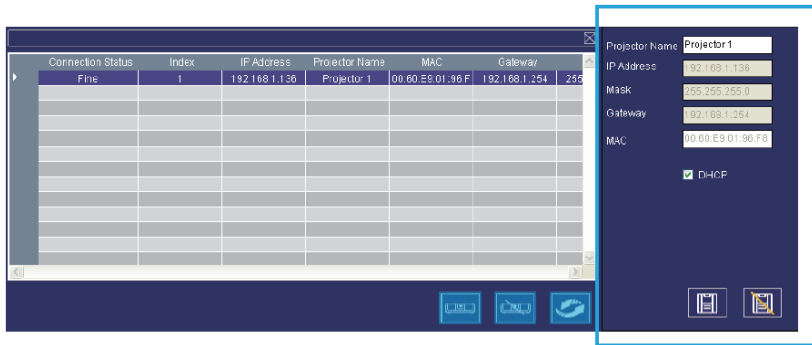 Connection Status Index IP Address Projector Name MAC Gateway
Fine 1 192.168.1.136 Projector 1 00.60.E9.01.96.F 192.168.1.254 255
Projector Name Projector 1
IP Address 192.168.1.136
Mask 255.255.255.0
Gateway 192.168.1.254
MAC 00.60.E9.01.96.F8
DHCP